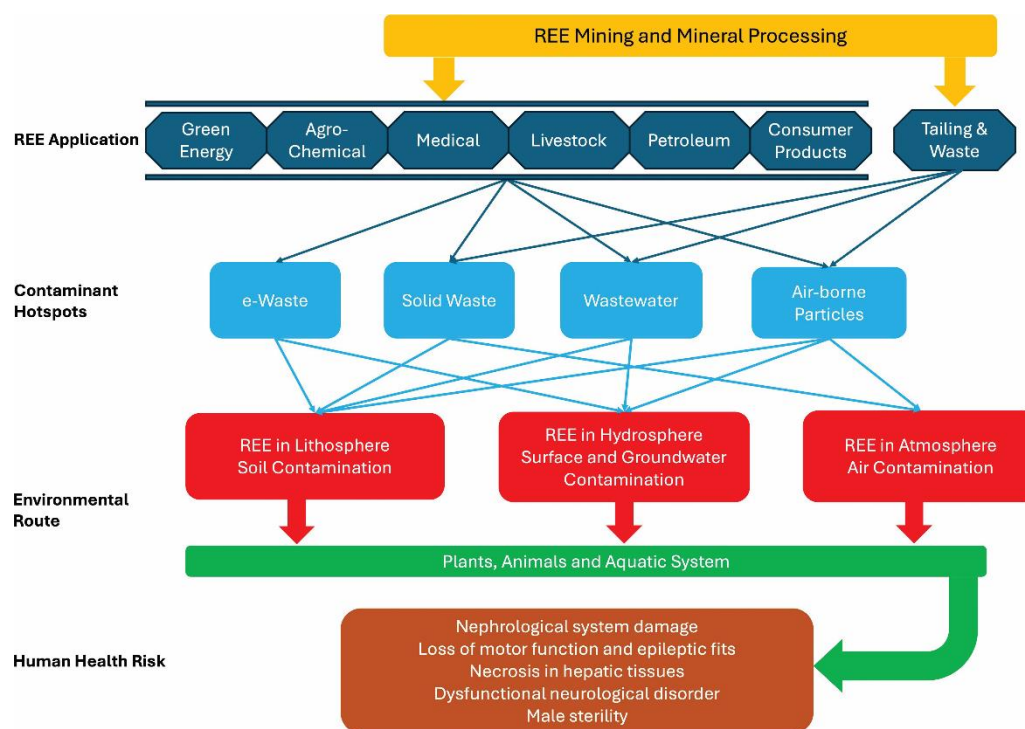 REE Mining and Mineral Processing
REE Application
Green
Energy
Agro-
Chemical
Medical
Livestock
Petroleum
Consumer
Products
Tailing &
Waste
Contaminant
Hotspots
e-Waste
Solid Waste
Wastewater
Air-borne
Particles
REE in Lithosphere
Soil Contamination
REE in Hydrosphere
Surface and Groundwater
Contamination
REE in Atmosphere
Air Contamination
Environmental
Route
Plants, Animals and Aquatic System
Human Health Risk
Nephrological system damage
Loss of motor function and epileptic fits
Necrosis in hepatic tissues
Dysfunctional neurological disorder
Male sterility